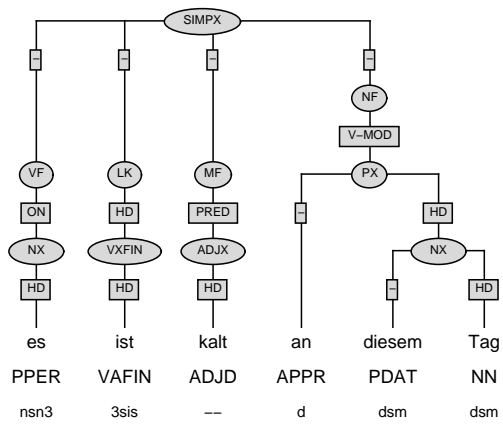 SIMPX
– – – –
NF
V–MOD
VF LK MF PX
ON HD PRED – HD
NX VXFIN ADJX NX
HD HD HD – HD
es ist kalt an diesem Tag
PPER VAFIN ADJD APPR PDAT NN
nsn3 3sis –– d dsm dsm